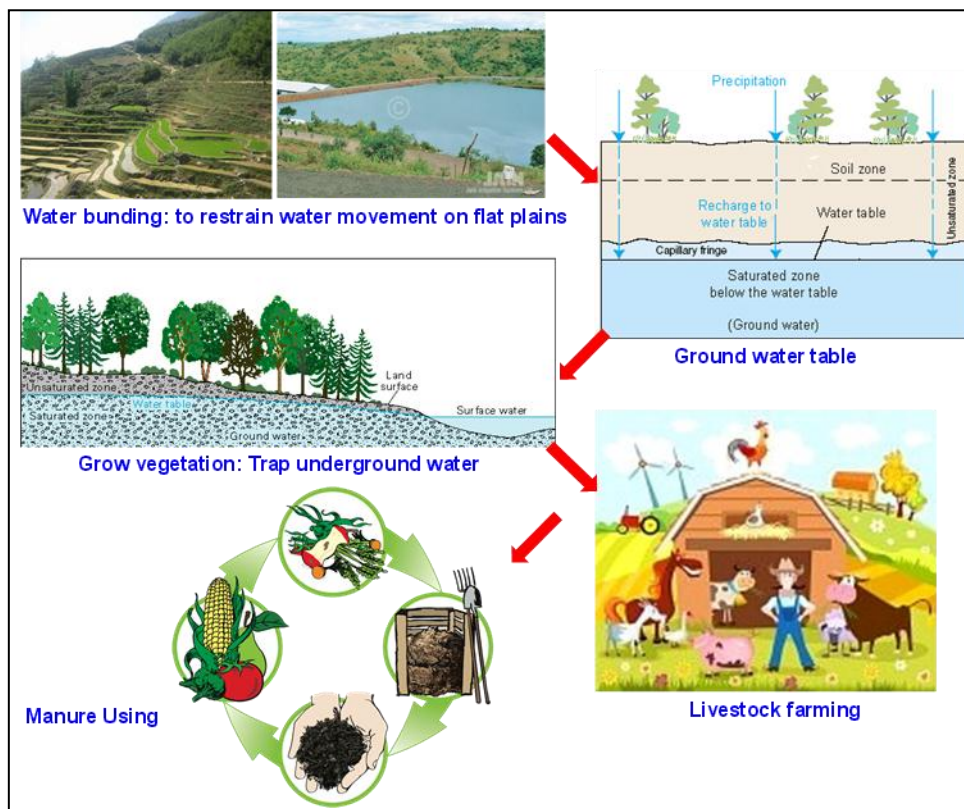 ©
JAIN
Water bunding: to restrain water movement on flat plains
Precipitation
Soil zone
Unsaturated zone
Recharge to
water table
Water table
Capillary fringe
Saturated zone
below the water table
(Ground water)
Ground water table
Land
surface
Unsaturated zone
Water table
Surface water
Saturated zone
Ground water
Grow vegetation: Trap underground water
Manure Using
Livestock farming